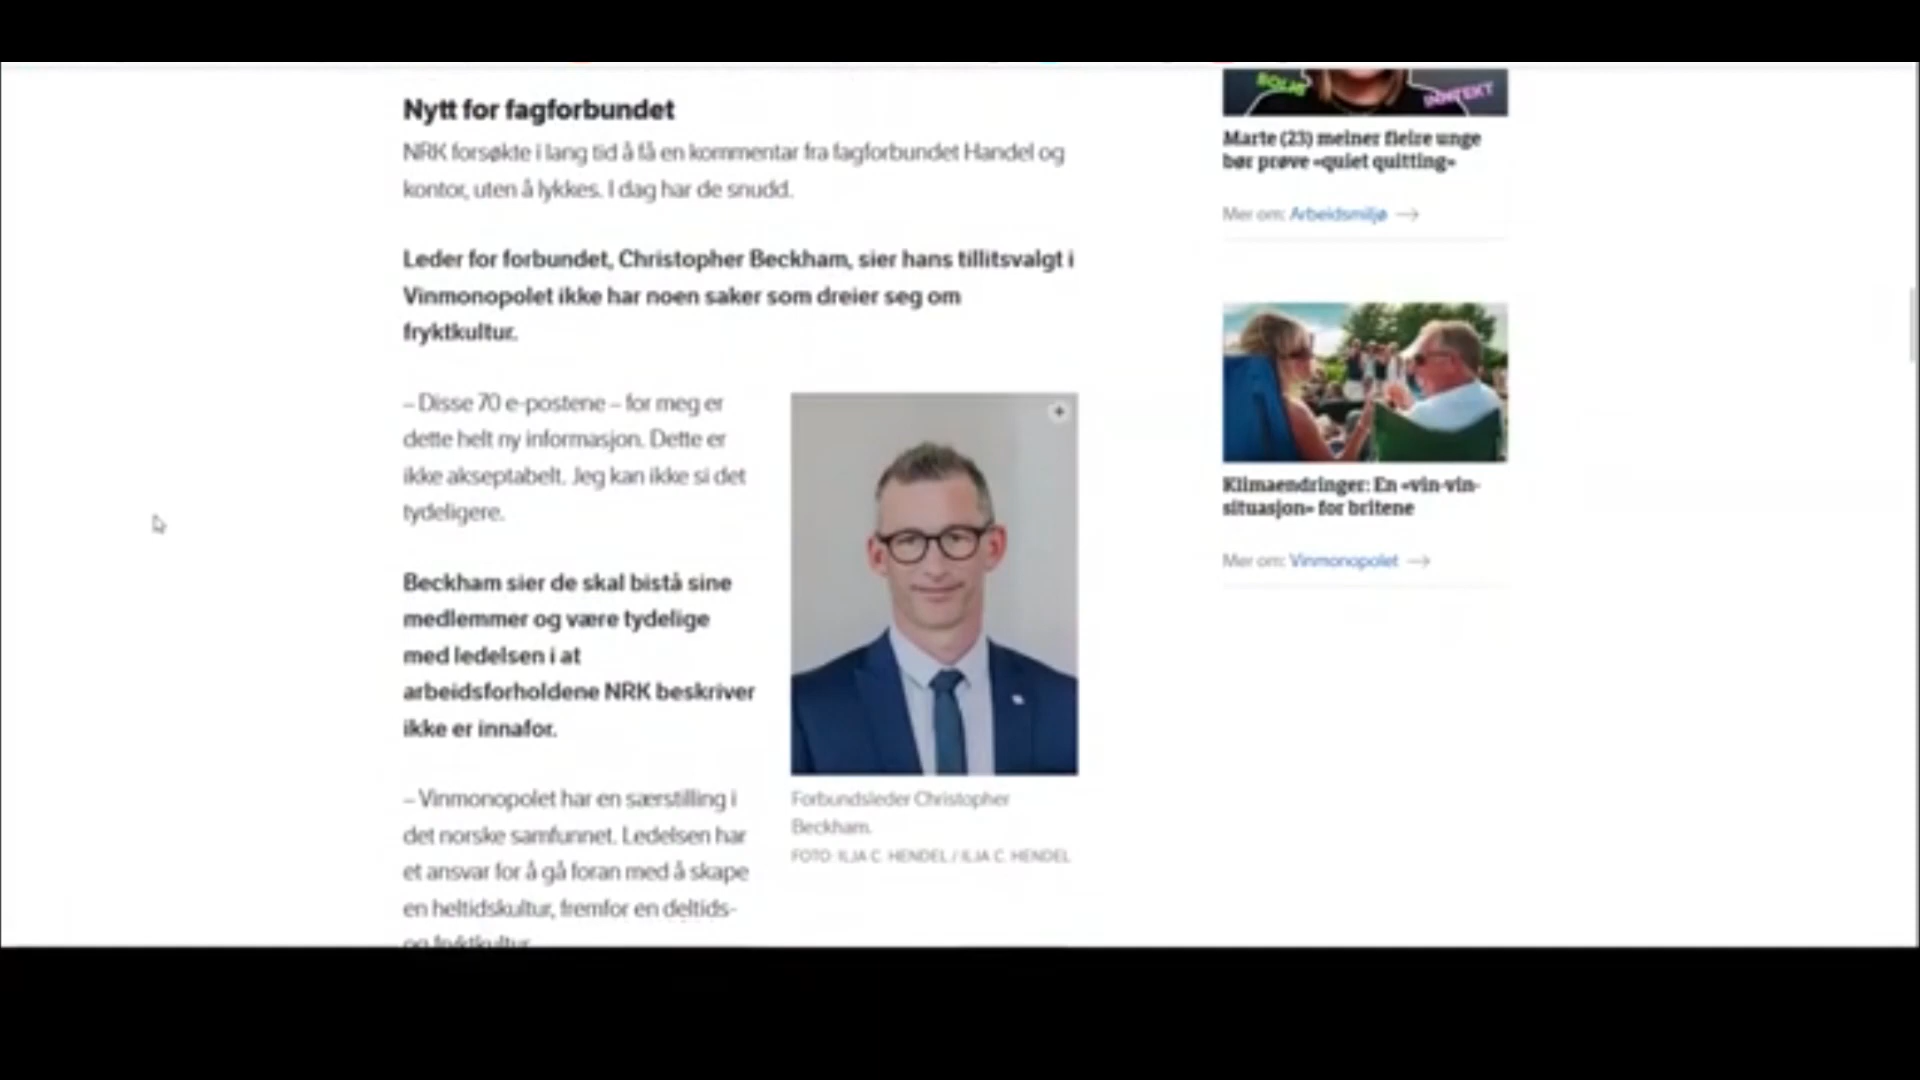 Nytt for fagforbundet
NRK forsøkte i lang tid å få en kommentar fra fagforbundet Handel og
kontor, uten å lykkes. I dag har de snudd.
Leder for forbundet, Christopher Beckham, sier hans tillitsvalgt i
Vinmonopolet ikke har noen saker som dreier seg om
fryktkultur.
– Disse 70 e-postene – for meg er
dette helt ny informasjon. Dette er
ikke akseptabelt. Jeg kan ikke si det
tydeligere.
Beckham sier de skal bistå sine
medlemmer og være tydelige
med ledelsen i at
arbeidsforholdene NRK beskriver
ikke er innafor.
– Vinmonopolet har en særstilling i
det norske samfunnet. Ledelsen har
et ansvar for å gå foran med å skape
en heltidskultur, fremfor en deltids-
og fryktkultur.
Forbundsleder Christopher
Beckham.
FOTO: ILJA C. HENDEL / ILJA C. HENDEL
BOLIG
INNTEKT
Marte (23) meiner fleire unge
bør prøve «quiet quitting»
Mer om: Arbeidsmiljø →
Klimaendringer: En «vin-vin-
situasjon» for britene
Mer om: Vinmonopolet →